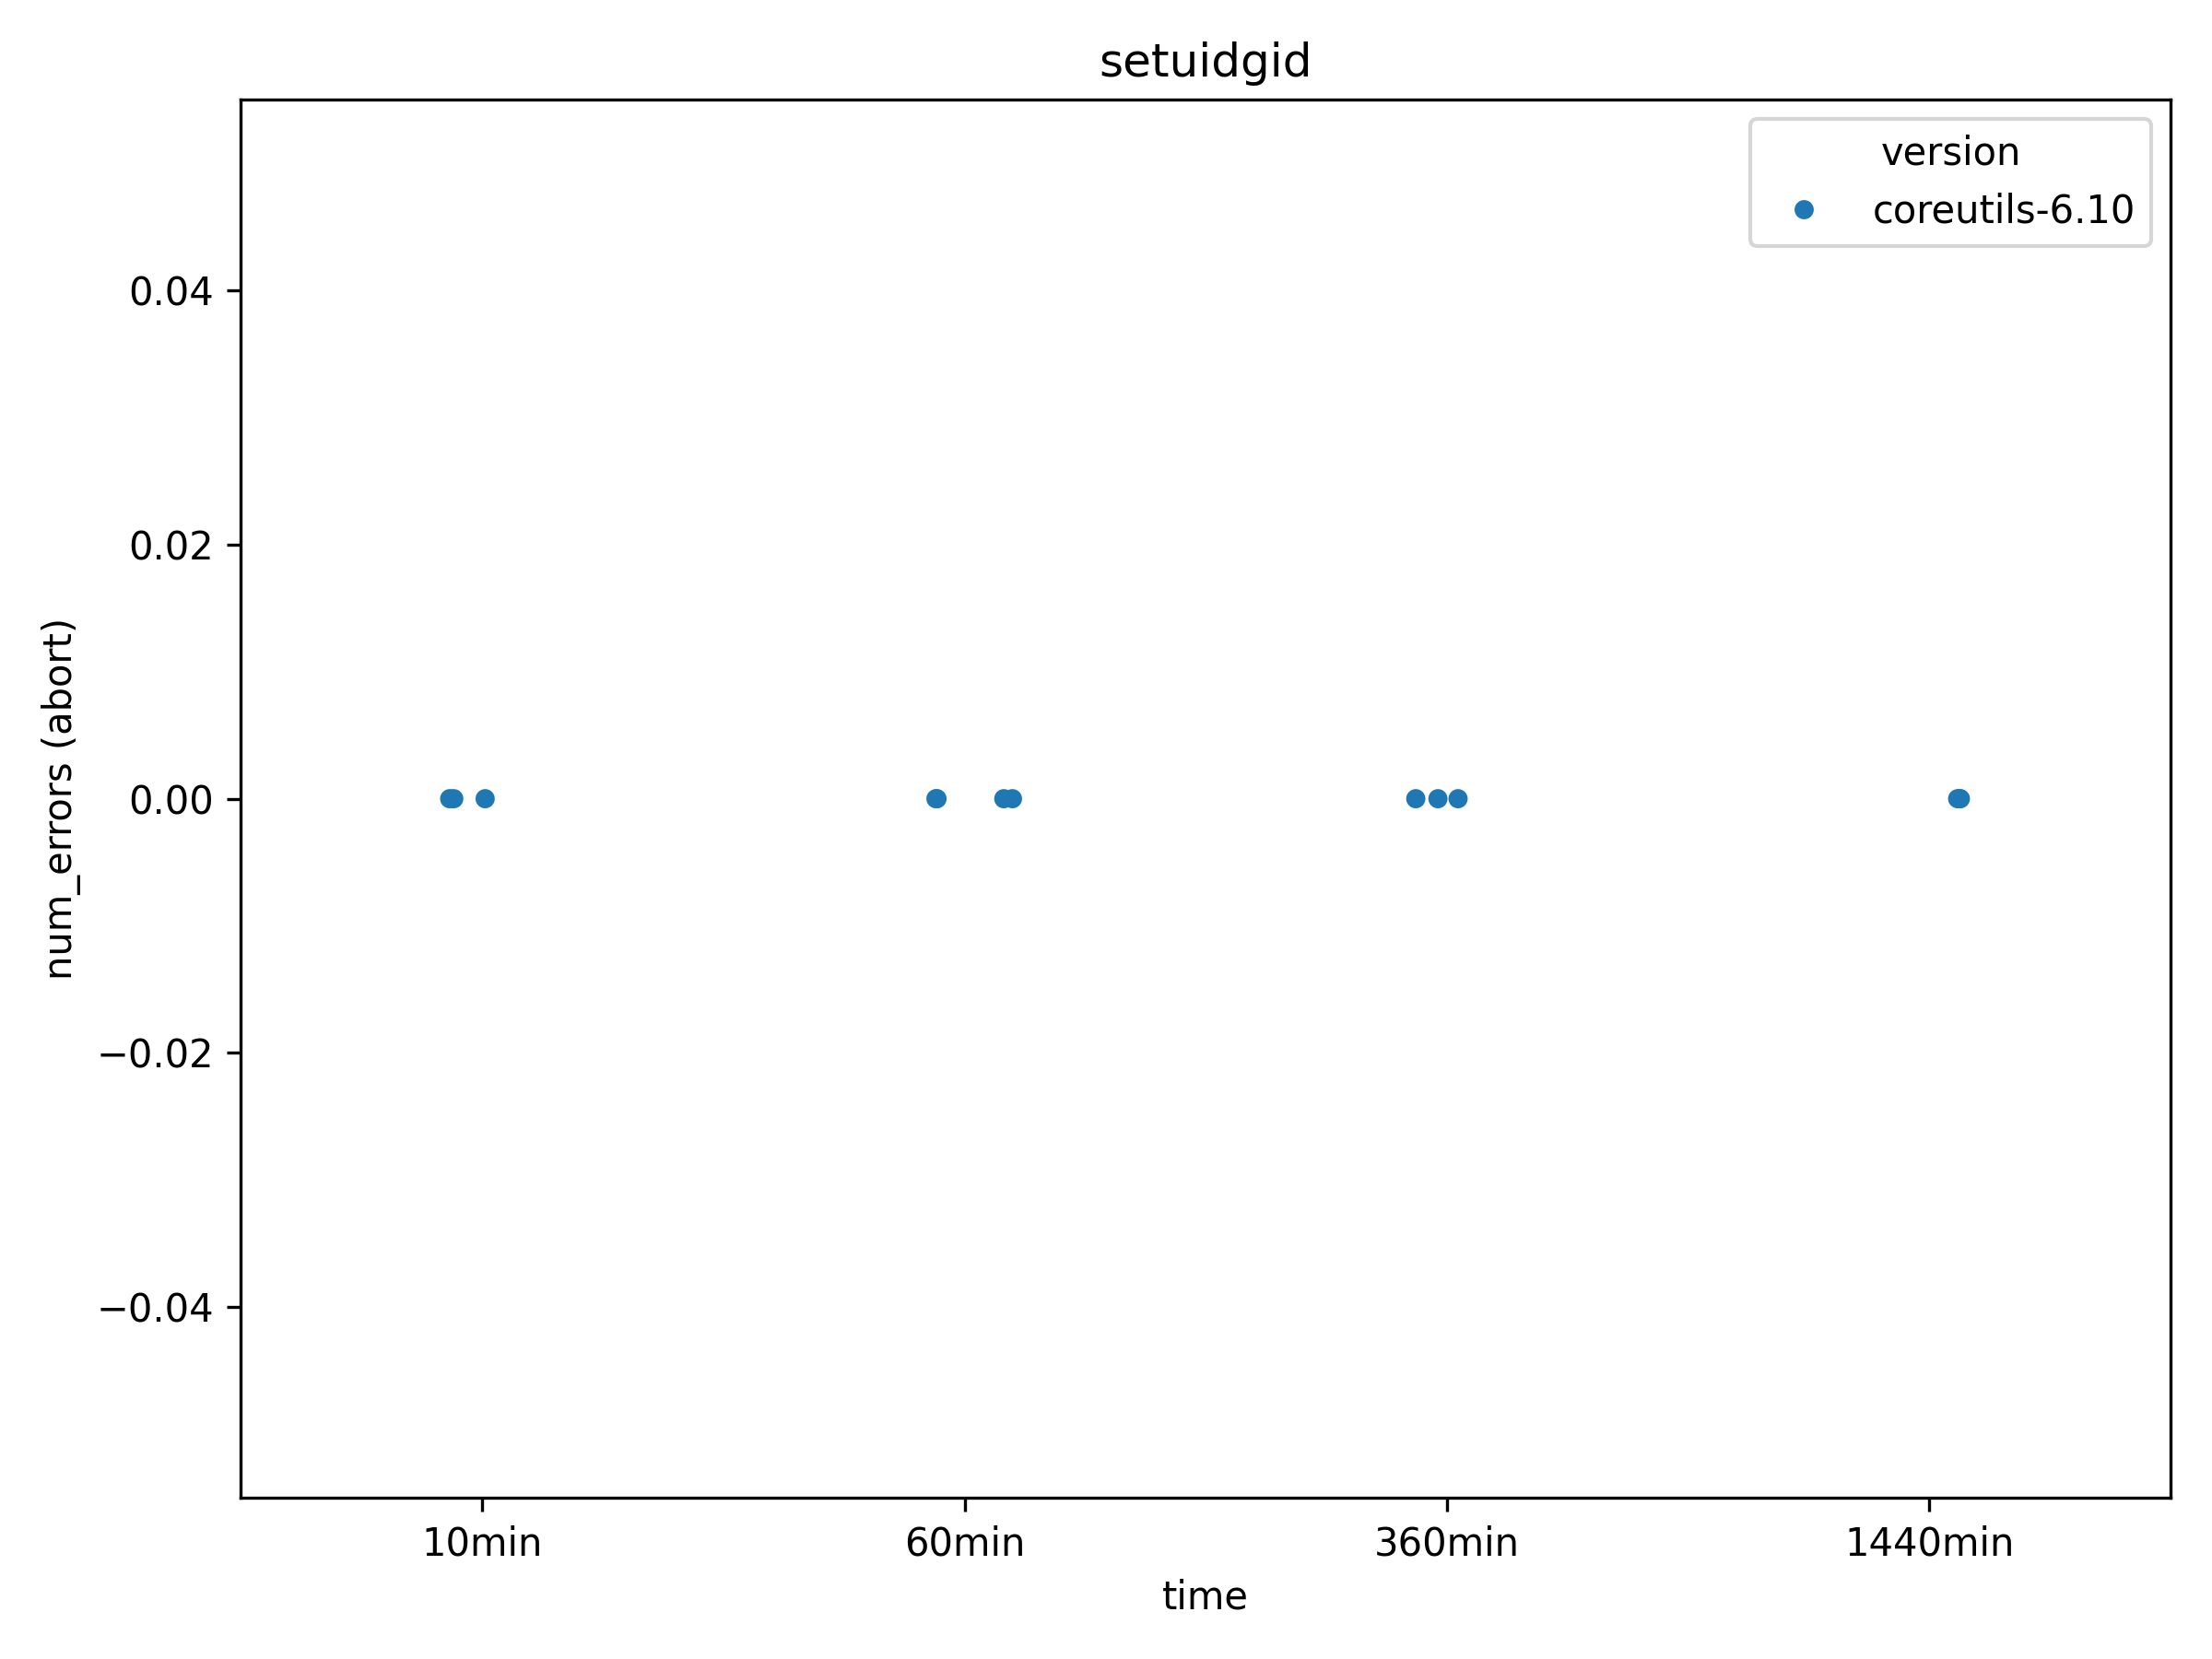 setuidgid
version
coreutils-6.10
0.04
0.02
0.00
−0.02
−0.04
num_errors (abort)
10min
60min
360min
1440min
time